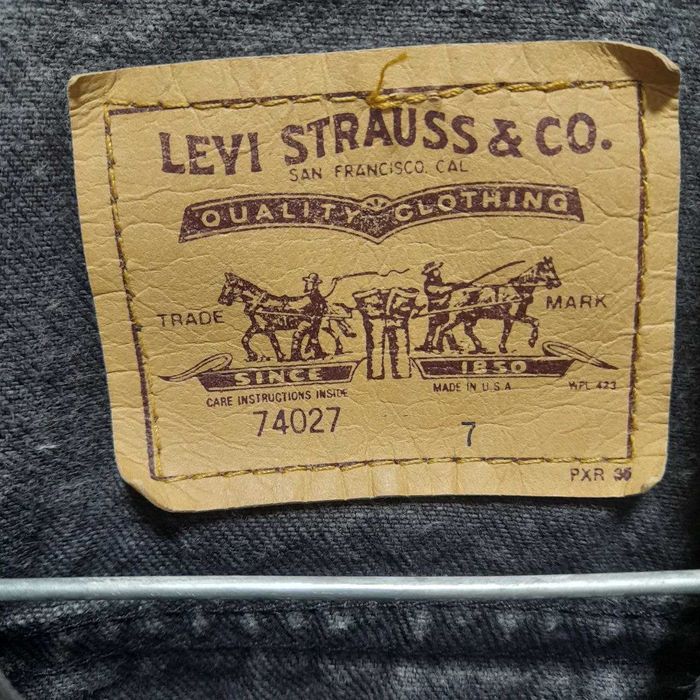 LEVI STRAUSS & CO.
SAN FRANCISCO, CAL
QUALITY CLOTHING
TRADE MARK
SINCE 1850
CARE INSTRUCTIONS INSIDE MADE IN U.S.A WPL 423
74027 7
PXR 36